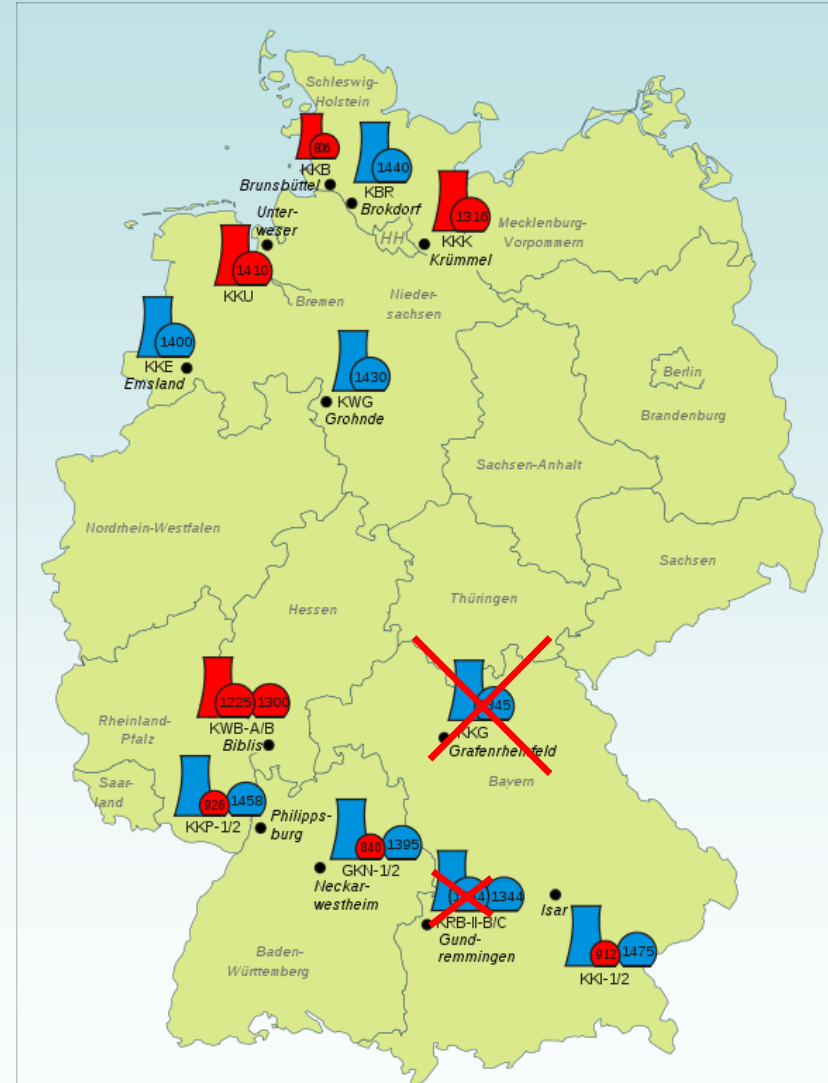 Schleswig-
Holstein
806
KKB
Brunsbüttel
1440
KBR
Brokdorf
1316
KKK
Krümmel
HH
Mecklenburg-
Vorpommern
Unter-
weser
1410
KKU
Bremen
Nieder-
sachsen
1400
KKE
Emsland
1430
KWG
Grohnde
Berlin
Brandenburg
Sachsen-Anhalt
Nordrhein-Westfalen
Sachsen
Thüringen
Hessen
1225 1300
KWB-A/B
Biblis
Rheinland-
Pfalz
KKG
Grafenrheinfeld
Bayern
Saar-
land
926 1458
KKP-1/2
Philipps-
burg
840 1395
GKN-1/2
Neckar-
westheim
1344
KRB-II-B/C
Gund-
remmingen
Isar
912 1475
KKI-1/2
Baden-
Württemberg